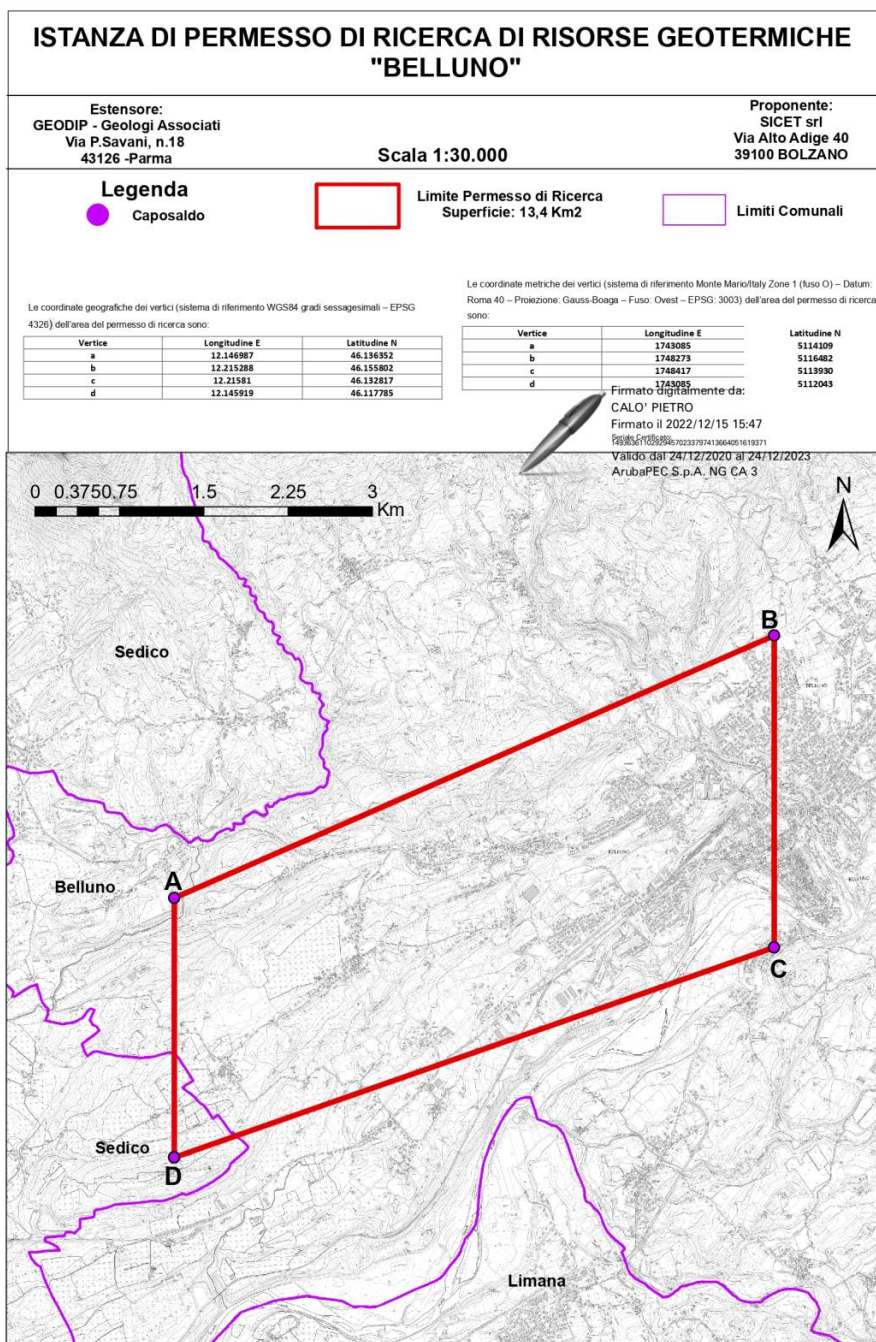 ISTANZA DI PERMESSO DI RICERCA DI RISORSE GEOTERMICHE
"BELLUNO"
Estensore:
GEODIP - Geologi Associati
Via P.Savani, n.18
43126 -Parma
Scala 1:30.000
Proponente:
SICET srl
Via Alto Adige 40
39100 BOLZANO
Legenda
Caposaldo
Limite Permesso di Ricerca
Superficie: 13,4 Km2
Limiti Comunali
Le coordinate geografiche dei vertici (sistema di riferimento WGS84 gradi sessagesimali – EPSG
4326) dell'area del permesso di ricerca sono:
Vertice Longitudine E Latitudine N
a 12.146987 46.136352
b 12.215288 46.155802
c 12.21581 46.132817
d 12.145919 46.117785
Le coordinate metriche dei vertici (sistema di riferimento Monte Mario/Italy Zone 1 (fuso O) – Datum:
Roma 40 – Proiezione: Gauss-Boaga – Fuso: Ovest – EPSG: 3003) dell'area del permesso di ricerca
sono:
Vertice Longitudine E Latitudine N
a 1743085 5114109
b 1748273 5116482
c 1748417 5113930
d 1743085 5112043
Firmato digitalmente da:
CALO' PIETRO
Firmato il 2022/12/15 15:47
Seriale Certificato:
Valido dal 24/12/2020 al 24/12/2023
ArubaPEC S.p.A. NG CA 3
0 0.375 0.75 1.5 2.25 3
Km
N
B
Sedico
BELLUNO
BELLUNO
Belluno
A
BELLUNO
C
Sedico
D
Limana